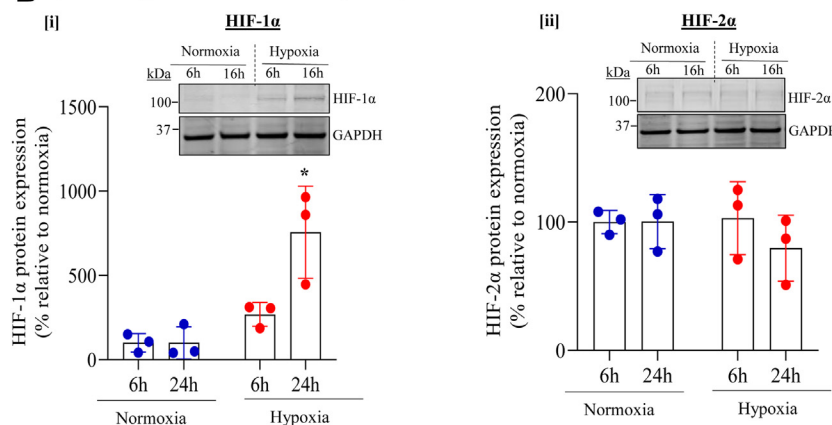 [i]
HIF-1α
Normoxia Hypoxia
kDa 6h 16h 6h 16h
100 HIF-1α
37 GAPDH
HIF-1α protein expression
(% relative to normoxia)
1500
1000
500
0
*
6h 24h 6h 24h
Normoxia Hypoxia
[ii]
HIF-2α
Normoxia Hypoxia
kDa 6h 16h 6h 16h
100 HIF-2α
37 GAPDH
HIF-2α protein expression
(% relative to normoxia)
200
100
0
6h 24h 6h 24h
Normoxia Hypoxia